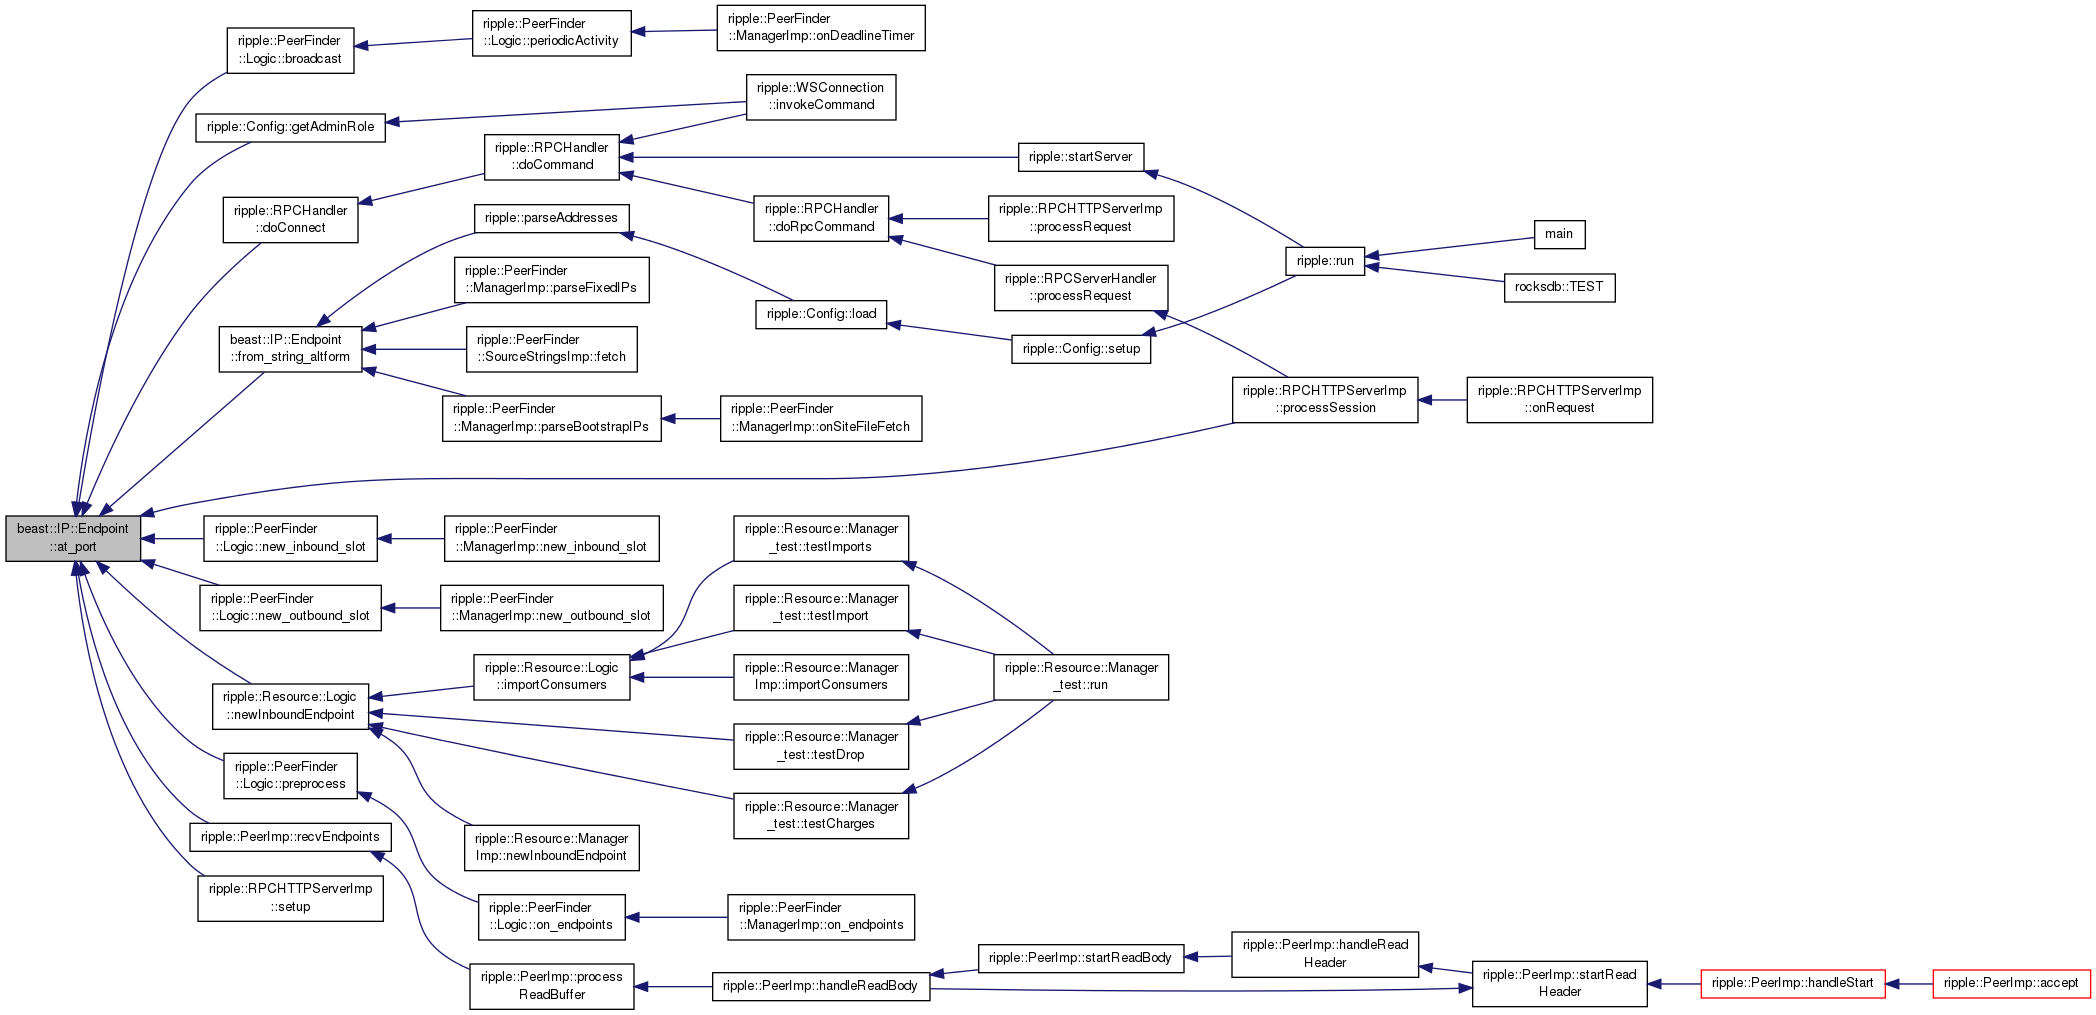 ripple::PeerFinder
::Logic::broadcast
ripple::PeerFinder
::Logic::periodicActivity
ripple::PeerFinder
::ManagerImp::onDeadlineTimer
ripple::Config::getAdminRole
ripple::WSConnection
::invokeCommand
ripple::RPCHandler
::doConnect
ripple::RPCHandler
::doCommand
ripple::startServer
ripple::RPCHandler
::doRpcCommand
ripple::RPCHTTPServerImp
::processRequest
ripple::RPCServerHandler
::processRequest
ripple::run
main
rocksdb::TEST
ripple::parseAddresses
ripple::PeerFinder
::ManagerImp::parseFixedIPs
beast::IP::Endpoint
::from_string_altform
ripple::PeerFinder
::SourceStringsImp::fetch
ripple::Config::load
ripple::Config::setup
ripple::PeerFinder
::ManagerImp::parseBootstrapIPs
ripple::PeerFinder
::ManagerImp::onSiteFileFetch
ripple::RPCHTTPServerImp
::processSession
ripple::RPCHTTPServerImp
::onRequest
beast::IP::Endpoint
::at_port
ripple::PeerFinder
::Logic::new_inbound_slot
ripple::PeerFinder
::ManagerImp::new_inbound_slot
ripple::PeerFinder
::Logic::new_outbound_slot
ripple::PeerFinder
::ManagerImp::new_outbound_slot
ripple::Resource::Manager
_test::testImports
ripple::Resource::Manager
_test::testImport
ripple::Resource::Logic
::importConsumers
ripple::Resource::Manager
Imp::importConsumers
ripple::Resource::Manager
_test::run
ripple::Resource::Logic
::newInboundEndpoint
ripple::Resource::Manager
_test::testDrop
ripple::Resource::Manager
_test::testCharges
ripple::Resource::Manager
Imp::newInboundEndpoint
ripple::PeerFinder
::Logic::preprocess
ripple::PeerImp::recvEndpoints
ripple::RPCHTTPServerImp
::setup
ripple::PeerFinder
::Logic::on_endpoints
ripple::PeerFinder
::ManagerImp::on_endpoints
ripple::PeerImp::process
ReadBuffer
ripple::PeerImp::handleReadBody
ripple::PeerImp::startReadBody
ripple::PeerImp::handleRead
Header
ripple::PeerImp::startRead
Header
ripple::PeerImp::handleStart
ripple::PeerImp::accept